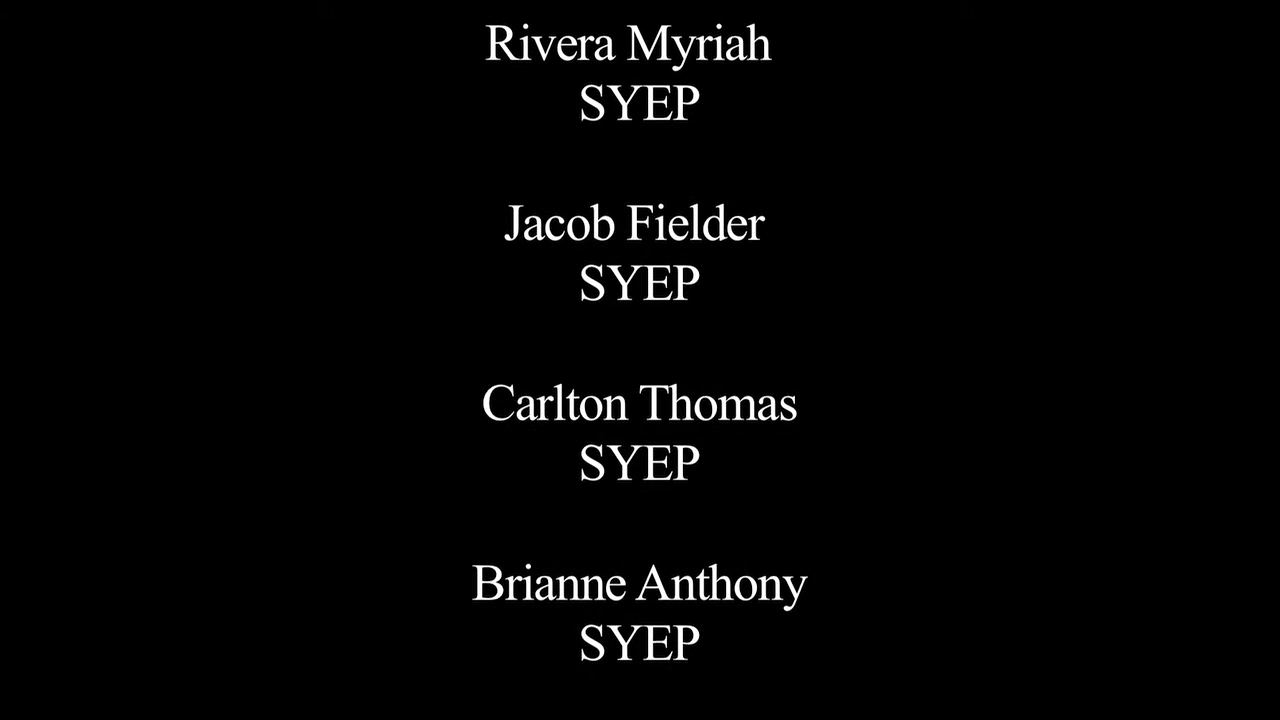 Rivera Myriah
SYEP
Jacob Fielder
SYEP
Carlton Thomas
SYEP
Brianne Anthony
SYEP